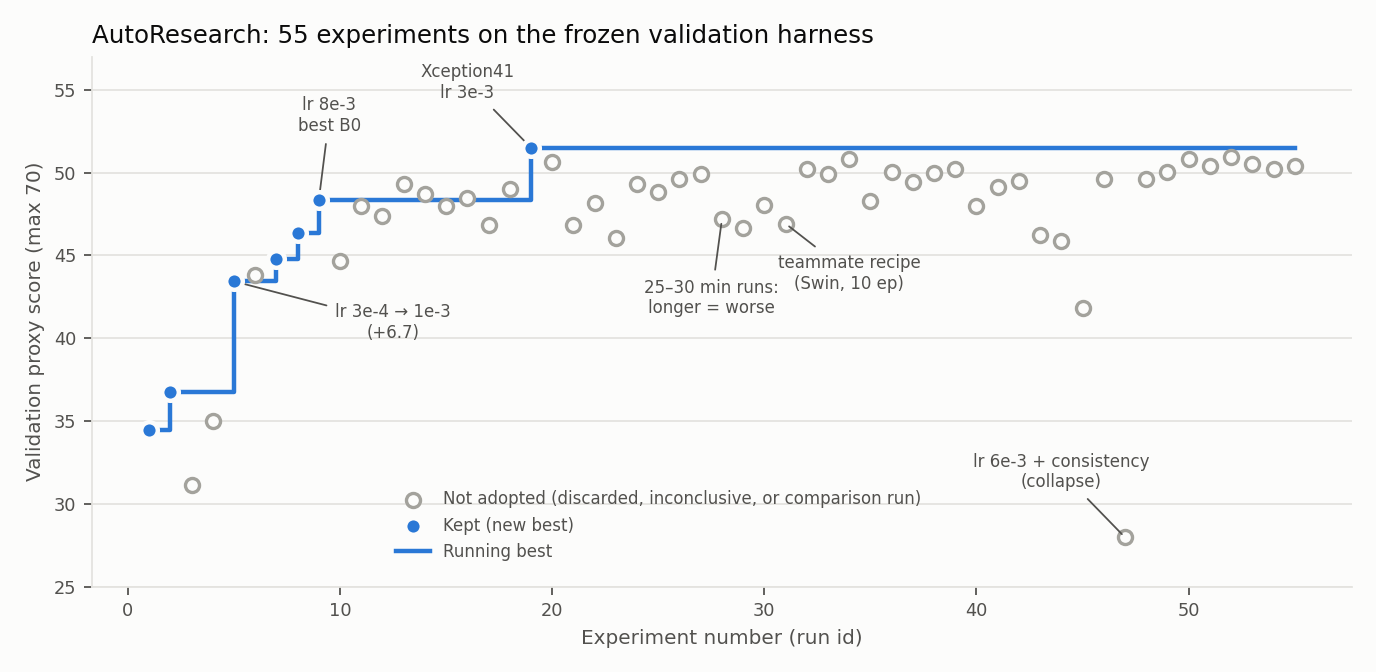 AutoResearch: 55 experiments on the frozen validation harness
Xception41
lr 3e-3
lr 8e-3
best B0
lr 3e-4 → 1e-3
(+6.7)
25–30 min runs:
longer = worse
teammate recipe
(Swin, 10 ep)
lr 6e-3 + consistency
(collapse)
Not adopted (discarded, inconclusive, or comparison run)
Kept (new best)
Running best
Validation proxy score (max 70)
55
50
45
40
35
30
25
0 10 20 30 40 50
Experiment number (run id)